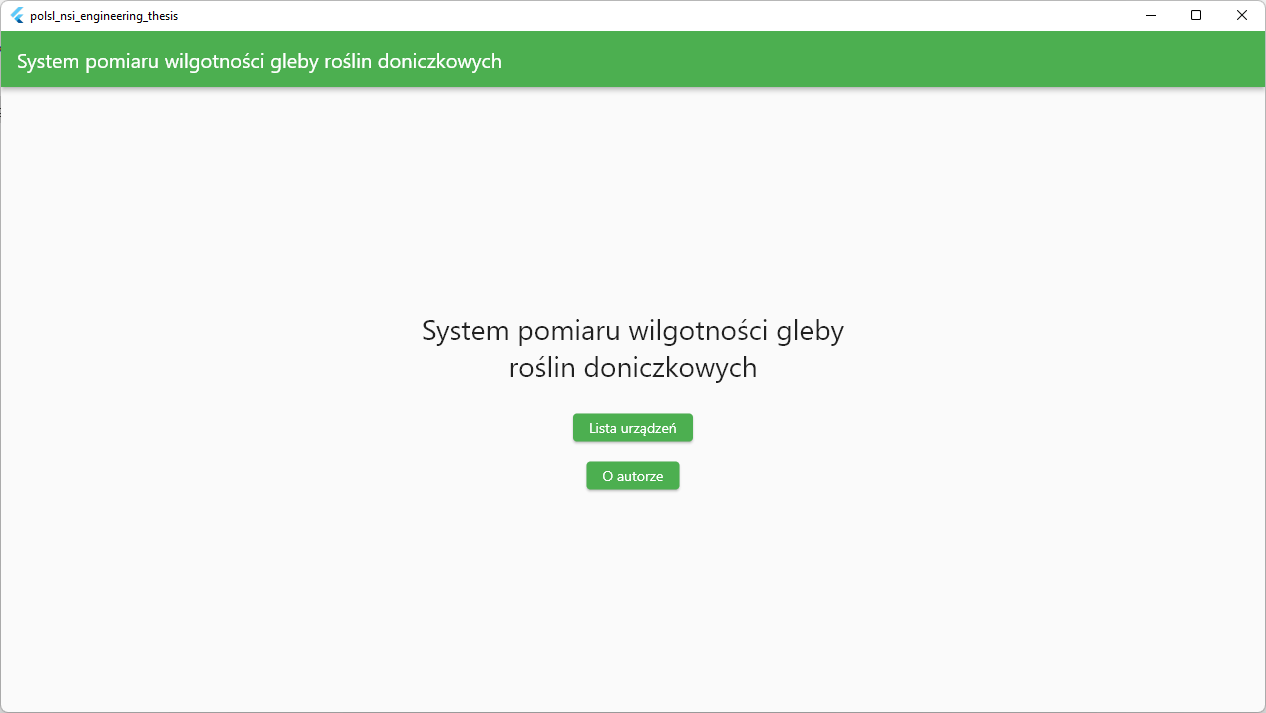 polsl_nsi_engineering_thesis
System pomiaru wilgotności gleby roślin doniczkowych
System pomiaru wilgotności gleby
roślin doniczkowych
Lista urządzeń
O autorze